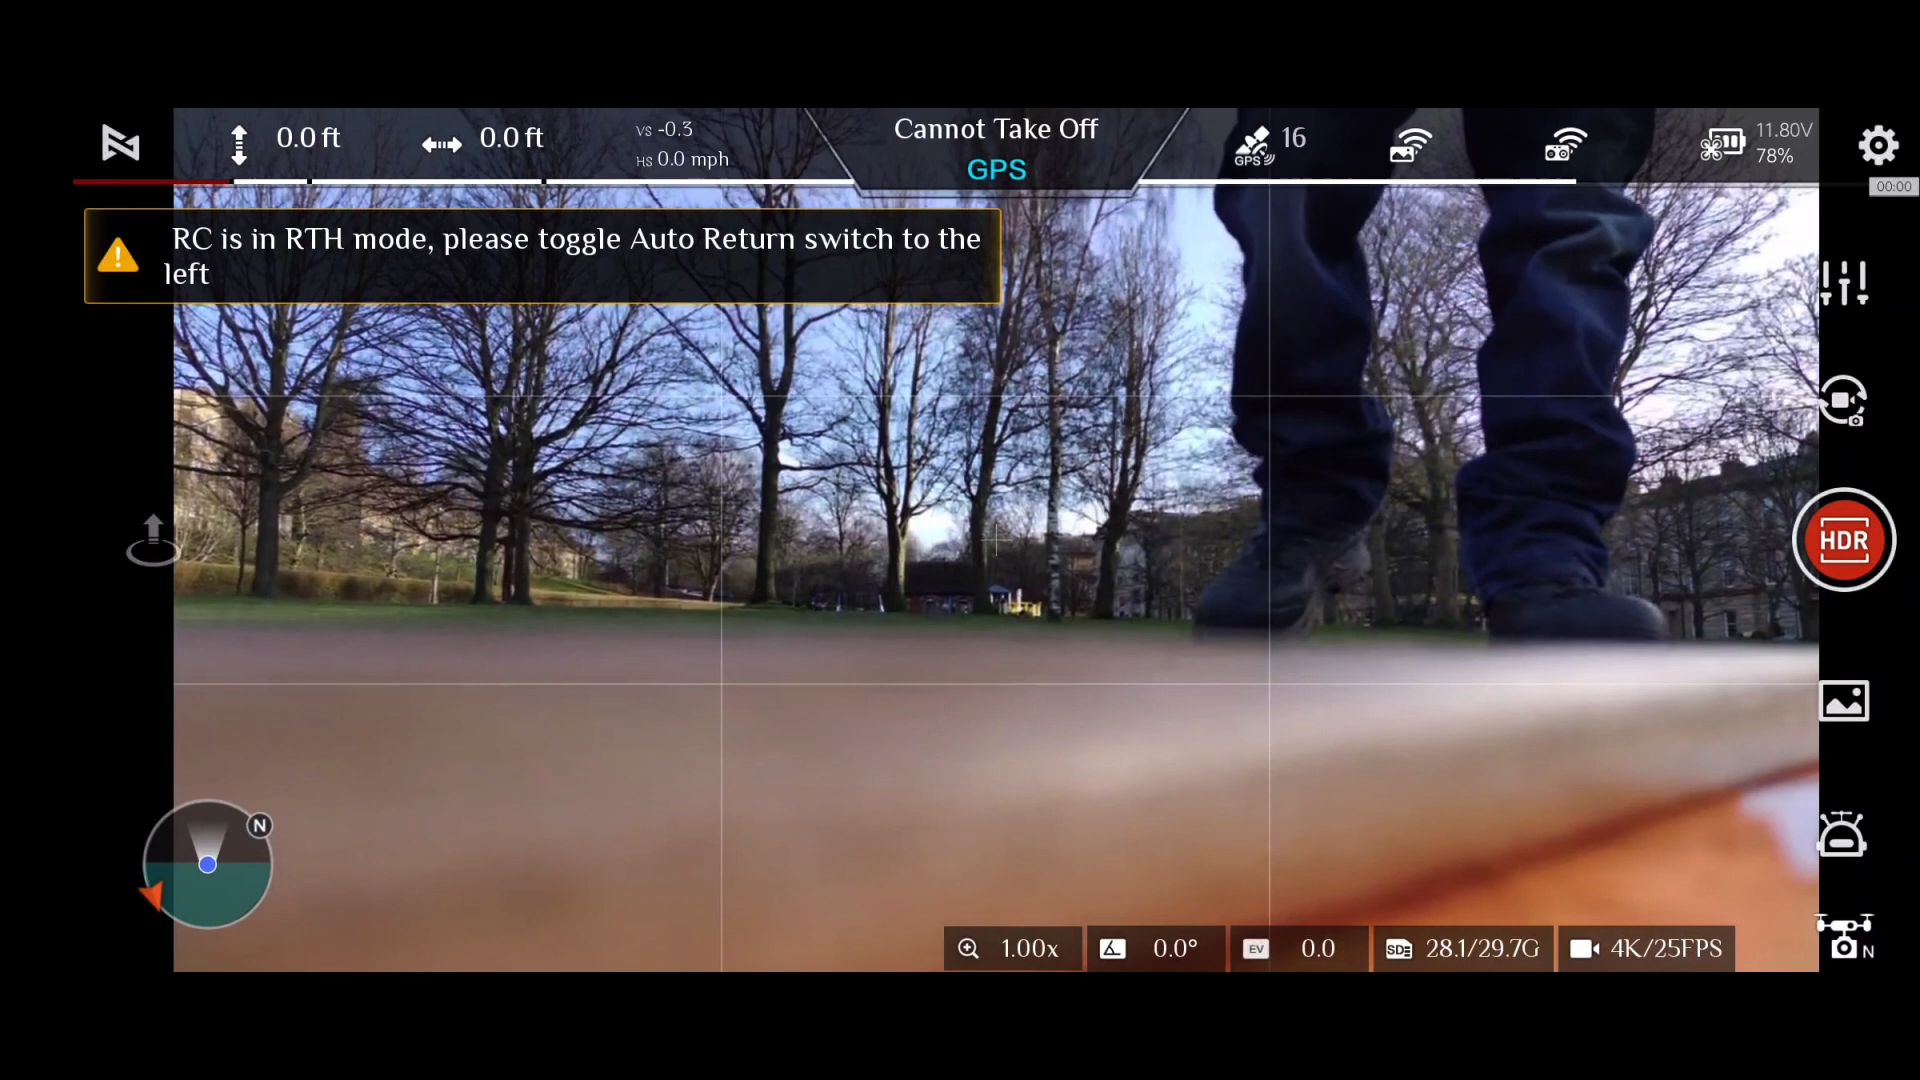 0.0 ft
0.0 ft
VS -0.3
HS 0.0 mph
Cannot Take Off
GPS
GPS
16
11.80V
78%
00:00
RC is in RTH mode, please toggle Auto Return switch to the
left
HDR
N
1.00x
0.0°
EV
0.0
SD
28.1/29.7G
4K/25FPS
N